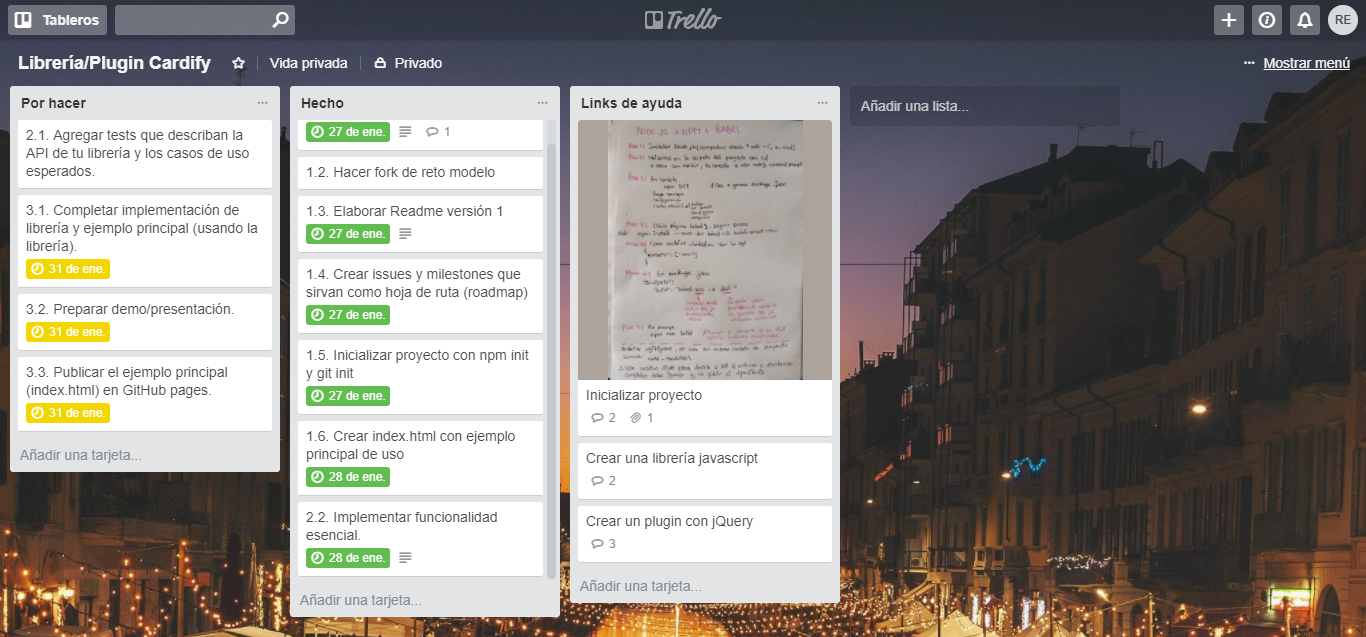 Tableros
Trello
RE
Librería/Plugin Cardify
Vida privada
Privado
Mostrar menú
Por hacer
2.1. Agregar tests que describan la
API de tu librería y los casos de uso
esperados.
3.1. Completar implementación de
librería y ejemplo principal (usando la
librería).
31 de ene.
3.2. Preparar demo/presentación.
31 de ene.
3.3. Publicar el ejemplo principal
(index.html) en GitHub pages.
31 de ene.
Añadir una tarjeta...
Hecho
27 de ene. 1
1.2. Hacer fork de reto modelo
1.3. Elaborar Readme versión 1
27 de ene.
1.4. Crear issues y milestones que
sirvan como hoja de ruta (roadmap)
27 de ene.
1.5. Inicializar proyecto con npm init
y git init
27 de ene.
1.6. Crear index.html con ejemplo
principal de uso
28 de ene.
2.2. Implementar funcionalidad
esencial.
28 de ene.
Añadir una tarjeta...
Links de ayuda
NODE JS + NPM + BABEL
Inicializar proyecto
2 1
Crear una librería javascript
2
Crear un plugin con jQuery
3
Añadir una tarjeta...
Añadir una lista...